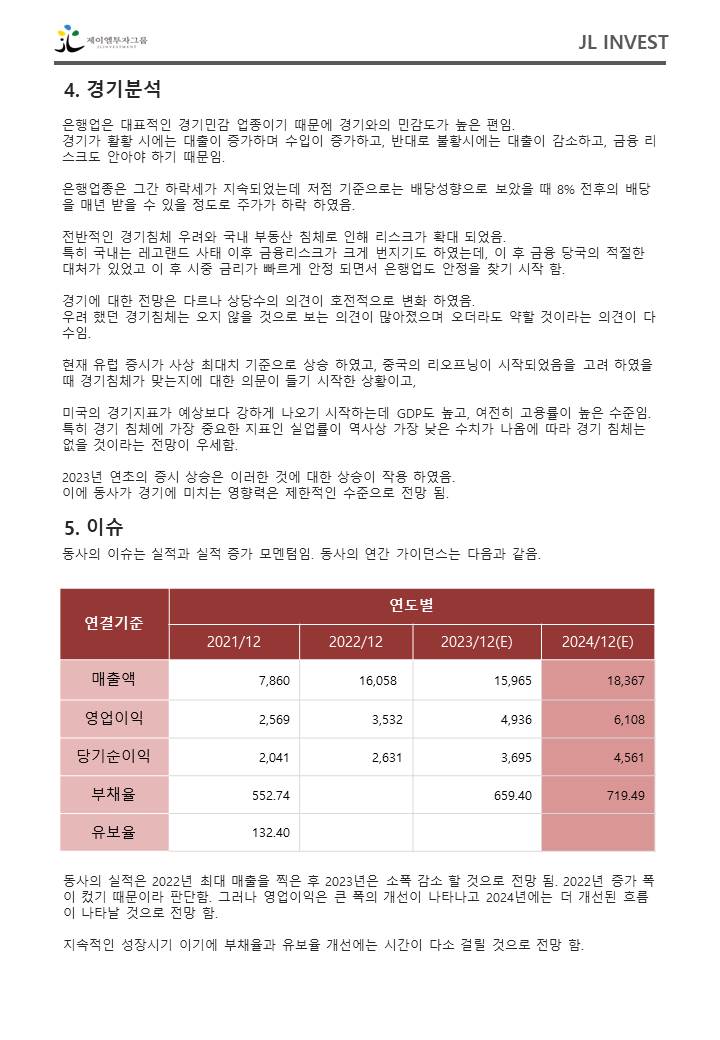 제이엘투자그룹
JLINVESTMENT
JL INVEST
4. 경기분석
은행업은 대표적인 경기민감 업종이기 때문에 경기와의 민감도가 높은 편임.
경기가 활황 시에는 대출이 증가하며 수입이 증가하고, 반대로 불황시에는 대출이 감소하고, 금융 리
스크도 안아야 하기 때문임.
은행업종은 그간 하락세가 지속되었는데 저점 기준으로는 배당성향으로 보았을 때 8% 전후의 배당
을 매년 받을 수 있을 정도로 주가가 하락 하였음.
전반적인 경기침체 우려와 국내 부동산 침체로 인해 리스크가 확대 되었음.
특히 국내는 레고랜드 사태 이후 금융리스크가 크게 번지기도 하였는데, 이 후 금융 당국의 적절한
대처가 있었고 이 후 시중 금리가 빠르게 안정 되면서 은행업도 안정을 찾기 시작 함.
경기에 대한 전망은 다르나 상당수의 의견이 호전적으로 변화 하였음.
우려 했던 경기침체는 오지 않을 것으로 보는 의견이 많아졌으며 오더라도 약할 것이라는 의견이 다
수임.
현재 유럽 증시가 사상 최대치 기준으로 상승 하였고, 중국의 리오프닝이 시작되었음을 고려 하였을
때 경기침체가 맞는지에 대한 의문이 들기 시작한 상황이고,
미국의 경기지표가 예상보다 강하게 나오기 시작하는데 GDP도 높고, 여전히 고용률이 높은 수준임.
특히 경기 침체에 가장 중요한 지표인 실업률이 역사상 가장 낮은 수치가 나옴에 따라 경기 침체는
없을 것이라는 전망이 우세함.
2023년 연초의 증시 상승은 이러한 것에 대한 상승이 작용 하였음.
이에 동사가 경기에 미치는 영향력은 제한적인 수준으로 전망 됨.
5. 이슈
동사의 이슈는 실적과 실적 증가 모멘텀임. 동사의 연간 가이던스는 다음과 같음.
연결기준 연도별
2021/12 2022/12 2023/12(E) 2024/12(E)
매출액 7,860 16,058 15,965 18,367
영업이익 2,569 3,532 4,936 6,108
당기순이익 2,041 2,631 3,695 4,561
부채율 552.74 659.40 719.49
유보율 132.40
동사의 실적은 2022년 최대 매출을 찍은 후 2023년은 소폭 감소 할 것으로 전망 됨. 2022년 증가 폭
이 컸기 때문이라 판단함. 그러나 영업이익은 큰 폭의 개선이 나타나고 2024년에는 더 개선된 흐름
이 나타날 것으로 전망 함.
지속적인 성장시기 이기에 부채율과 유보율 개선에는 시간이 다소 걸릴 것으로 전망 함.